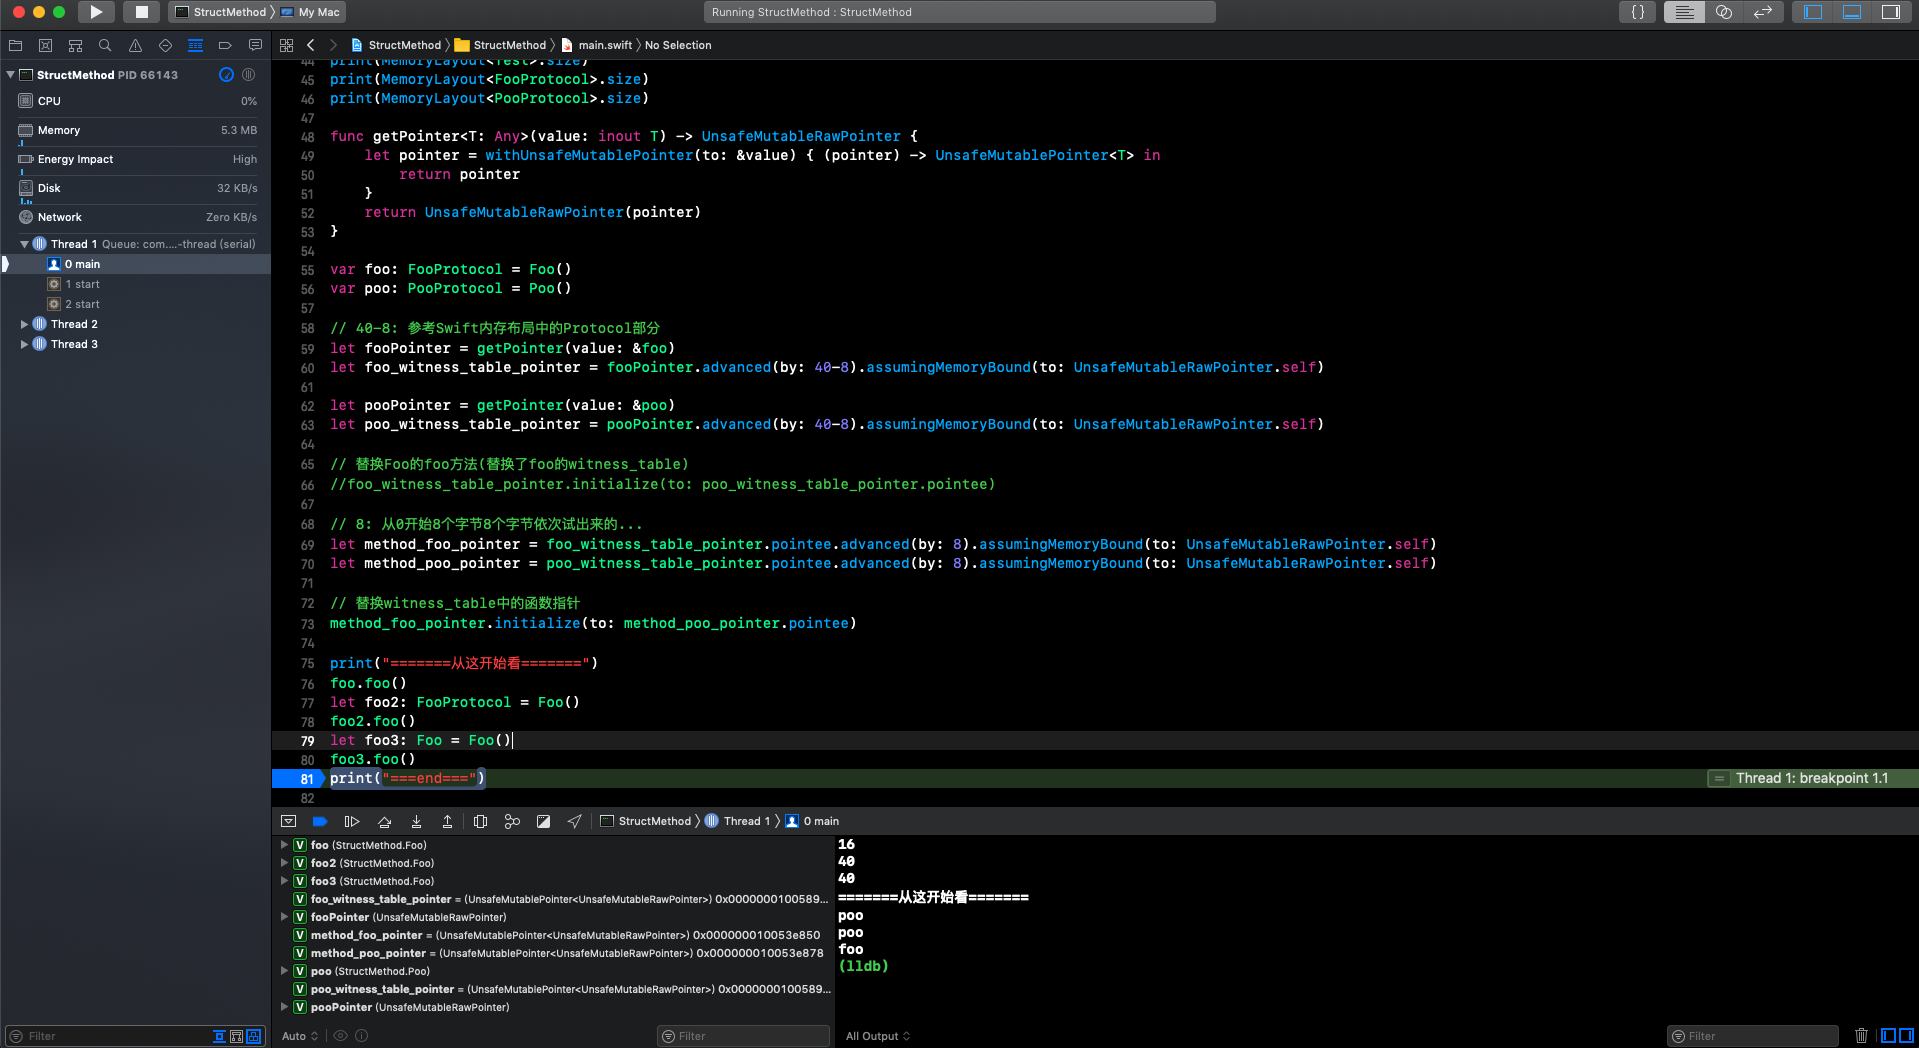 StructMethod 〉 My Mac
Running StructMethod : StructMethod
{}
StructMethod 〉 StructMethod 〉 main.swift 〉 No Selection
StructMethod PID 66143
CPU 0%
Memory 5.3 MB
Energy Impact High
Disk 32 KB/s
Network Zero KB/s
Thread 1 Queue: com....-thread (serial)
0 main
1 start
2 start
Thread 2
Thread 3
Filter
44 print(MemoryLayout<Test>.size)
45 print(MemoryLayout<FooProtocol>.size)
46 print(MemoryLayout<PooProtocol>.size)
47
48 func getPointer<T: Any>(value: inout T) -> UnsafeMutableRawPointer {
49 let pointer = withUnsafeMutablePointer(to: &value) { (pointer) -> UnsafeMutablePointer<T> in
50 return pointer
51 }
52 return UnsafeMutableRawPointer(pointer)
53 }
54
55 var foo: FooProtocol = Foo()
56 var poo: PooProtocol = Poo()
57
58 // 40-8: 参考Swift内存布局中的Protocol部分
59 let fooPointer = getPointer(value: &foo)
60 let foo_witness_table_pointer = fooPointer.advanced(by: 40-8).assumingMemoryBound(to: UnsafeMutableRawPointer.self)
61
62 let pooPointer = getPointer(value: &poo)
63 let poo_witness_table_pointer = pooPointer.advanced(by: 40-8).assumingMemoryBound(to: UnsafeMutableRawPointer.self)
64
65 // 替换Foo的foo方法(替换了foo的witness_table)
66 //foo_witness_table_pointer.initialize(to: poo_witness_table_pointer.pointee)
67
68 // 8: 从0开始8个字节8个字节依次试出来的...
69 let method_foo_pointer = foo_witness_table_pointer.pointee.advanced(by: 8).assumingMemoryBound(to: UnsafeMutableRawPointer.self)
70 let method_poo_pointer = poo_witness_table_pointer.pointee.advanced(by: 8).assumingMemoryBound(to: UnsafeMutableRawPointer.self)
71
72 // 替换witness_table中的函数指针
73 method_foo_pointer.initialize(to: method_poo_pointer.pointee)
74
75 print("=======从这开始看=======")
76 foo.foo()
77 let foo2: FooProtocol = Foo()
78 foo2.foo()
79 let foo3: Foo = Foo()
80 foo3.foo()
81 print("===end===") = Thread 1: breakpoint 1.1
82
StructMethod 〉 Thread 1 〉 0 main
foo (StructMethod.Foo)
foo2 (StructMethod.Foo)
foo3 (StructMethod.Foo)
foo_witness_table_pointer = (UnsafeMutablePointer<UnsafeMutableRawPointer>) 0x0000000100589...
fooPointer (UnsafeMutableRawPointer)
method_foo_pointer = (UnsafeMutablePointer<UnsafeMutableRawPointer>) 0x000000010053e850
method_poo_pointer = (UnsafeMutablePointer<UnsafeMutableRawPointer>) 0x000000010053e878
poo (StructMethod.Poo)
poo_witness_table_pointer = (UnsafeMutablePointer<UnsafeMutableRawPointer>) 0x0000000100589...
pooPointer (UnsafeMutableRawPointer)
Auto
Filter
16
40
40
=======从这开始看=======
poo
poo
foo
(lldb)
All Output
Filter